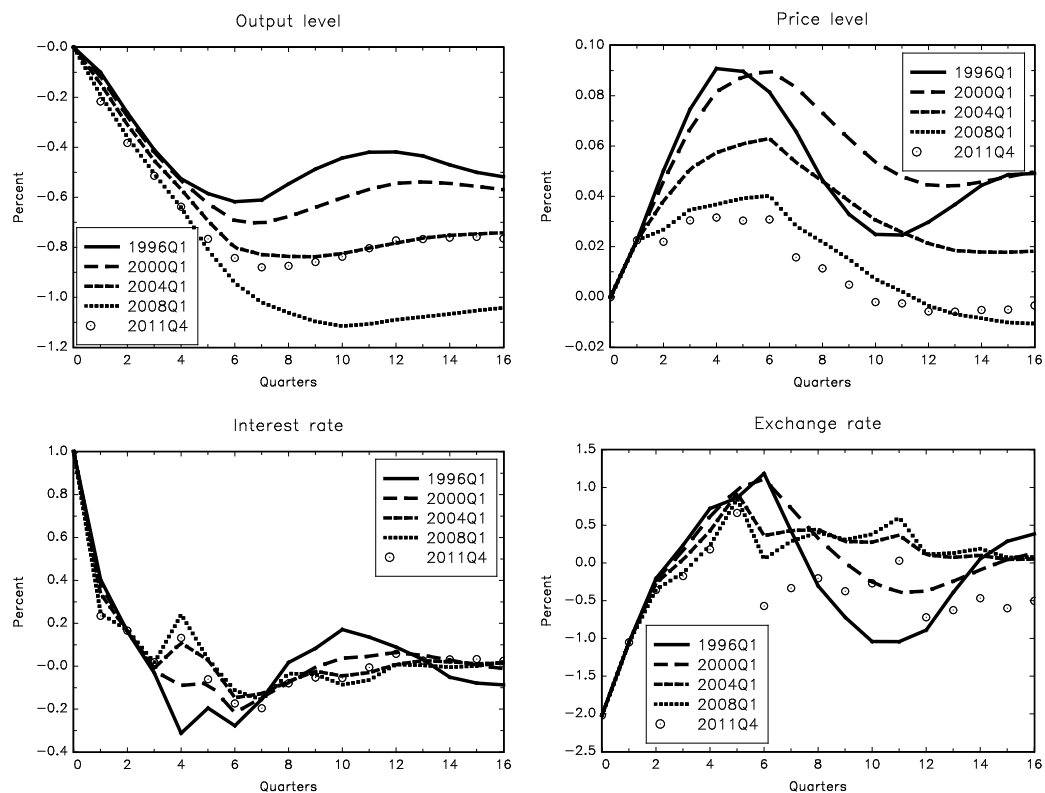 Output level
Percent
-0.0
-0.2
-0.4
-0.6
-0.8
-1.0
-1.2
1996Q1
2000Q1
2004Q1
2008Q1
2011Q4
0 2 4 6 8 10 12 14 16
Quarters
Price level
Percent
0.10
0.08
0.06
0.04
0.02
0.00
-0.02
1996Q1
2000Q1
2004Q1
2008Q1
2011Q4
0 2 4 6 8 10 12 14 16
Quarters
Interest rate
Percent
1.0
0.8
0.6
0.4
0.2
-0.0
-0.2
-0.4
1996Q1
2000Q1
2004Q1
2008Q1
2011Q4
0 2 4 6 8 10 12 14 16
Quarters
Exchange rate
Percent
1.5
1.0
0.5
0.0
-0.5
-1.0
-1.5
-2.0
-2.5
1996Q1
2000Q1
2004Q1
2008Q1
2011Q4
0 2 4 6 8 10 12 14 16
Quarters